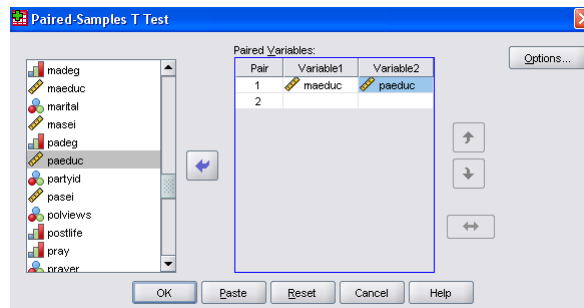 Paired-Samples T Test
Paired Variables:
Options...
Pair Variable1 Variable2
1 maeduc paeduc
2
madeg
maeduc
marital
masei
padeg
paeduc
partyid
pasei
polviews
postlife
pray
prayer
OK Paste Reset Cancel Help